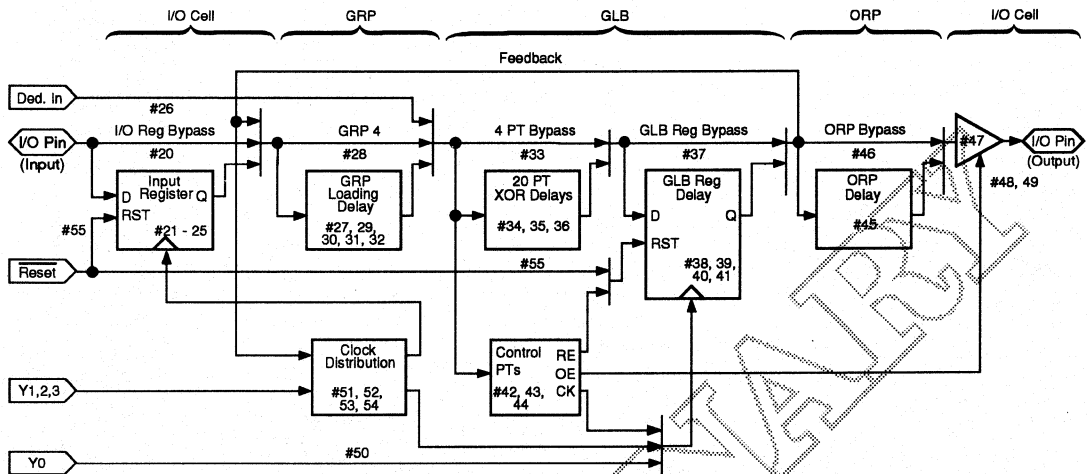 I/O Cell GRP GLB ORP I/O Cell
Feedback
Ded. In
#26
I/O Pin
(Input)
I/O Reg Bypass
#20
GRP 4
#28
4 PT Bypass
#33
GLB Reg Bypass
#37
ORP Bypass
#46
#47
I/O Pin
(Output)
#48, 49
Input
Register
D Q
RST
#21 - 25
#55
GRP
Loading
Delay
#27, 29,
30, 31, 32
20 PT
XOR Delays
#34, 35, 36
GLB Reg
Delay
D Q
RST
#38, 39,
40, 41
ORP
Delay
#45
Reset
#55
Clock
Distribution
#51, 52,
53, 54
Control
PTs
#42, 43,
44
RE
OE
CK
Y1,2,3
Y0
#50